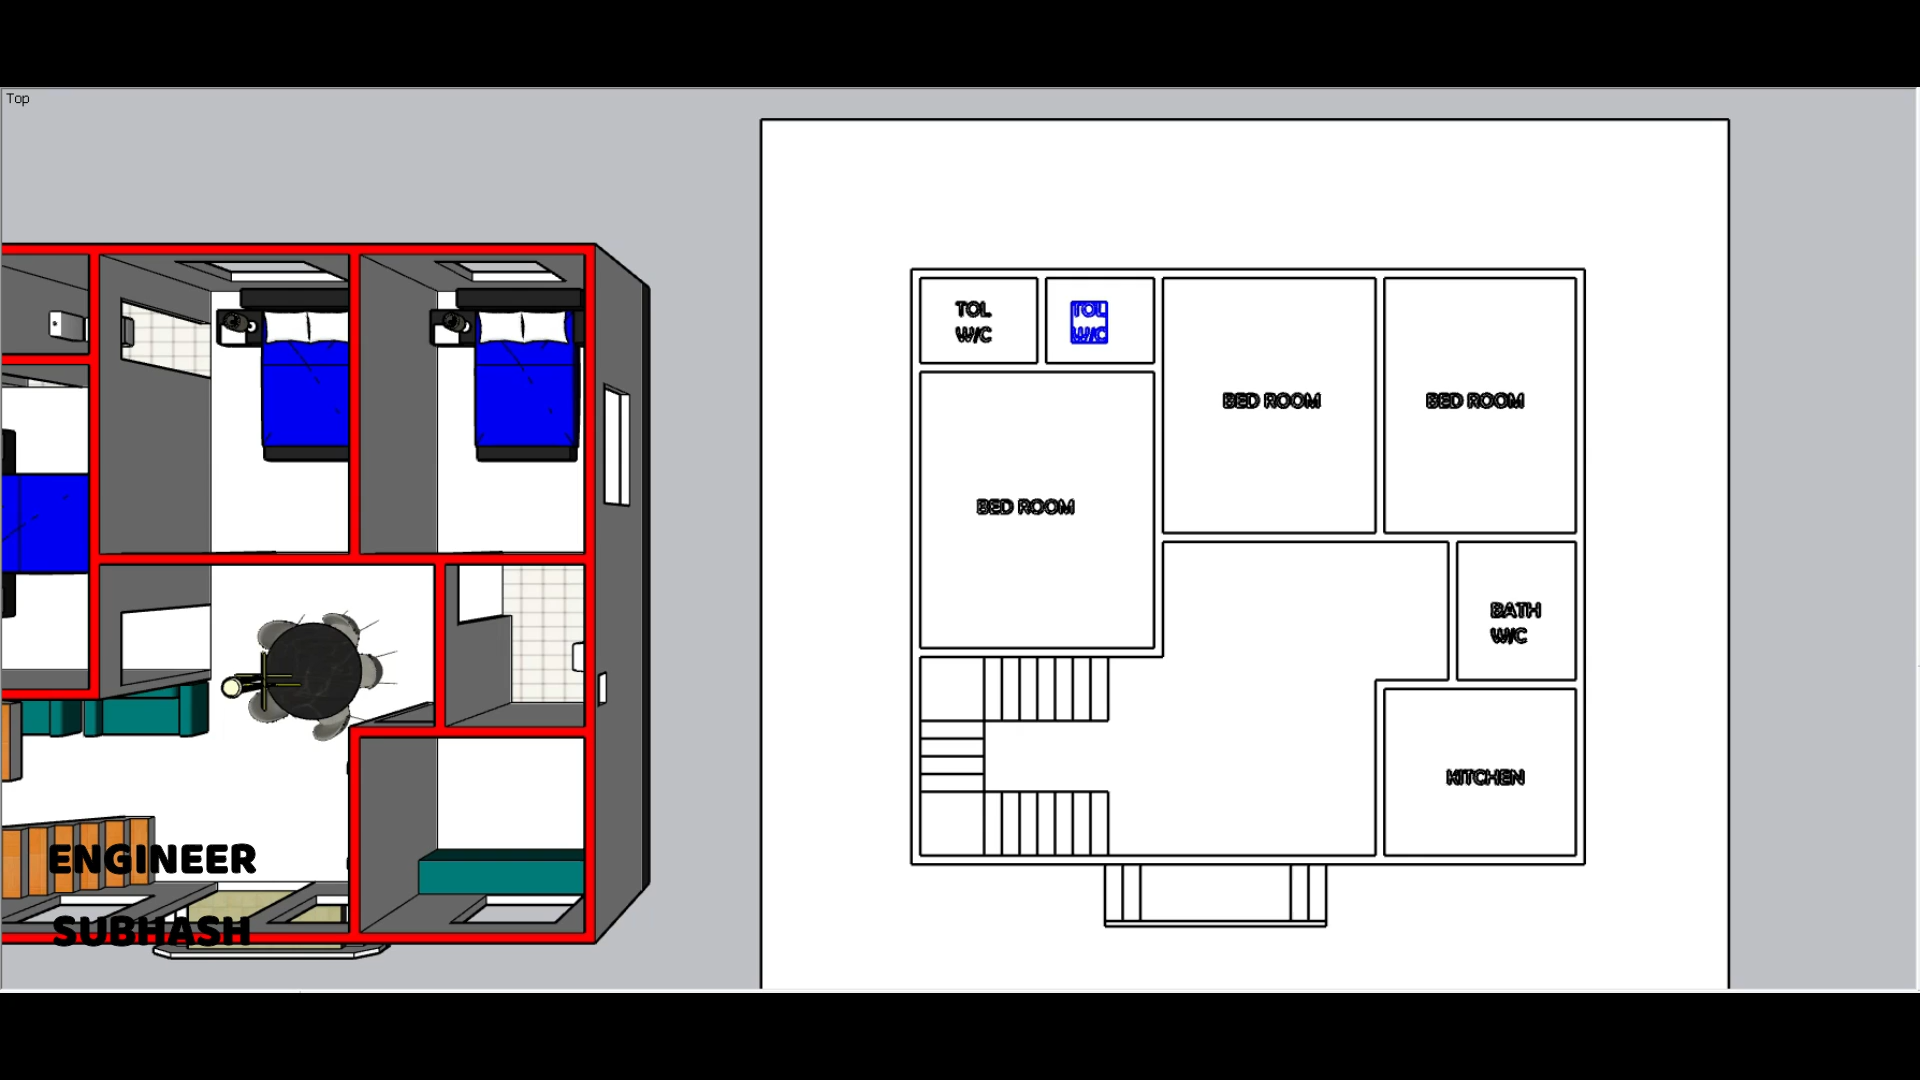 Top
TOL
W/C
TOL
W/C
BED ROOM
BED ROOM
BED ROOM
BATH
W/C
KITCHEN
ENGINEER
SUBHASH